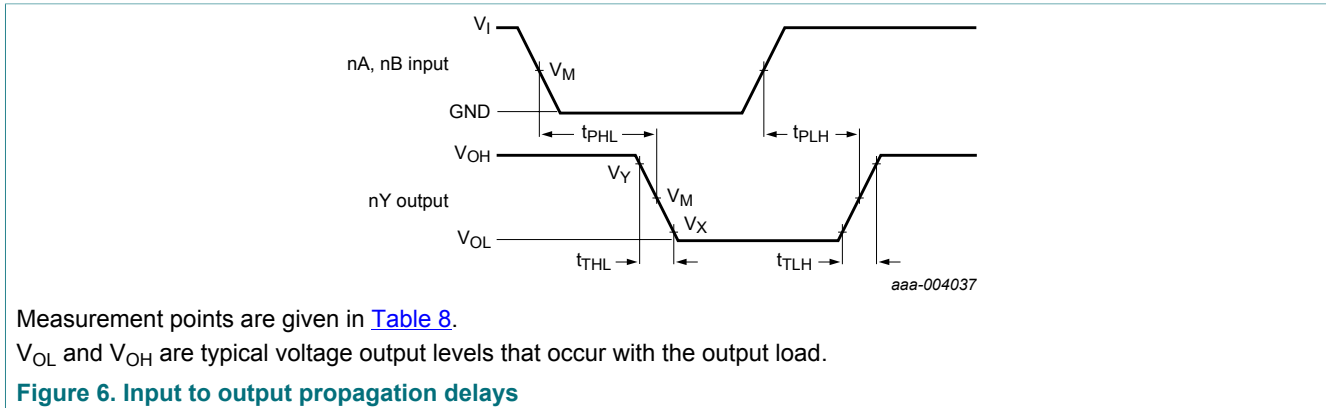 V_I
nA, nB input
V_M
GND
t_PHL
t_PLH
V_OH
V_Y
nY output
V_M
V_X
V_OL
t_THL
t_TLH
aaa-004037
Measurement points are given in Table 8.
V_OL and V_OH are typical voltage output levels that occur with the output load.
Figure 6. Input to output propagation delays